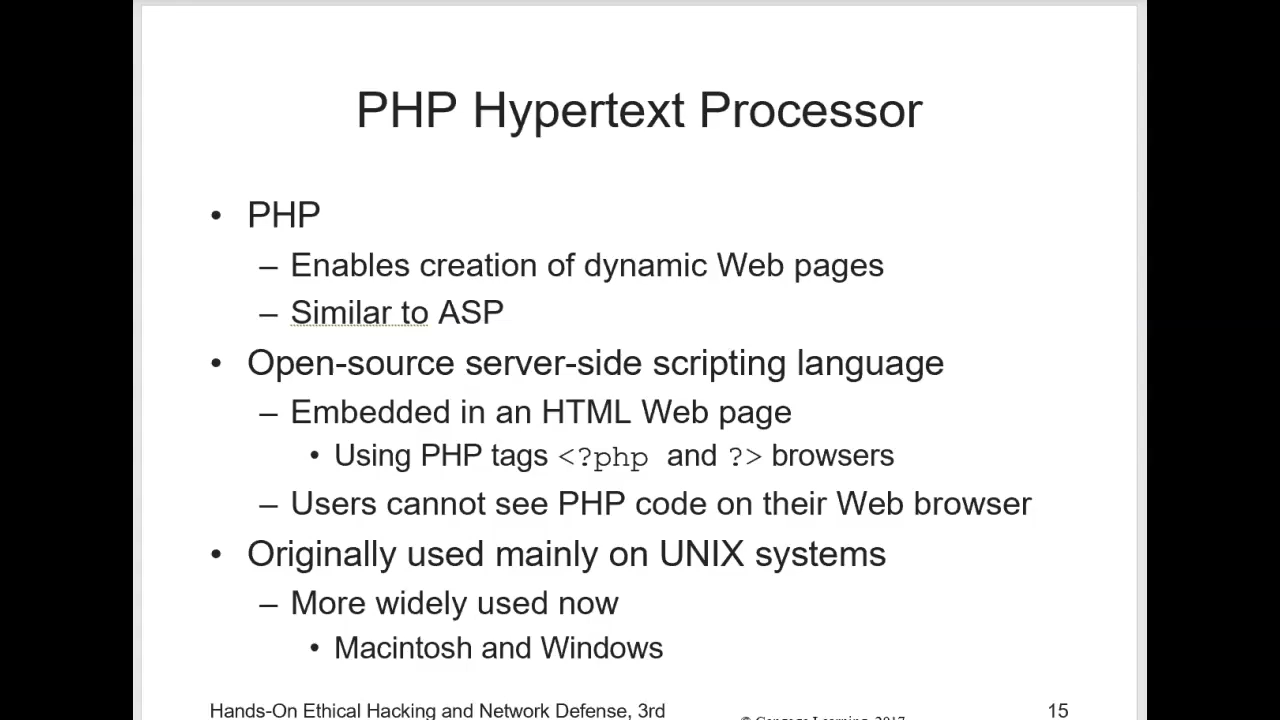 PHP Hypertext Processor
• PHP
– Enables creation of dynamic Web pages
– Similar to ASP
• Open-source server-side scripting language
– Embedded in an HTML Web page
• Using PHP tags <?php and ?> browsers
– Users cannot see PHP code on their Web browser
• Originally used mainly on UNIX systems
– More widely used now
• Macintosh and Windows
Hands-On Ethical Hacking and Network Defense, 3rd
© Cengage Learning 2017
15